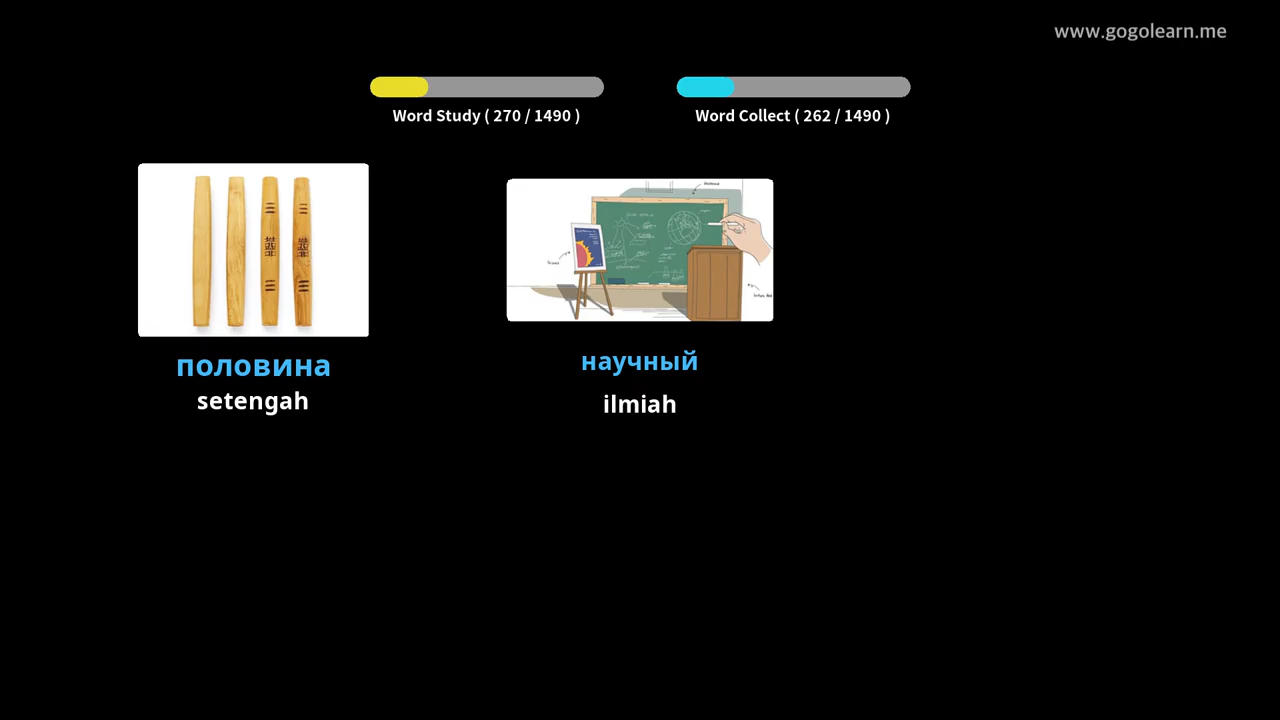 www.gogolearn.me
Word Study ( 270 / 1490 )
Word Collect ( 262 / 1490 )
половина
setengah
научный
ilmiah